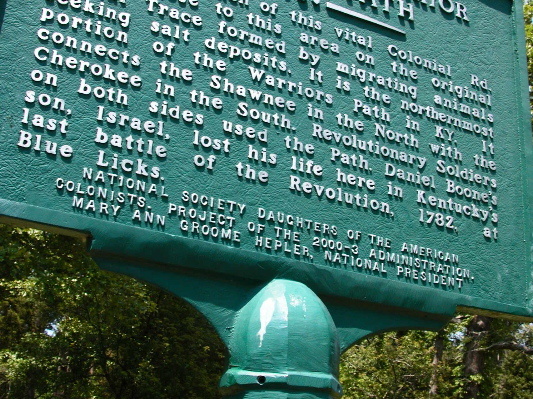 of this vital Colonial Rd.
to this area on the original
Trace formed by migrating animals
seeking salt deposits. It is the northernmost
portion of the Warriors Path in KY. It
connects the Shawnee in the North with the
Cherokee in the South. Revolutionary Soldiers
on both sides used the Path. Daniel Boone's
son, Israel, lost his life here in Kentucky's
last battle of the Revolution, 1782, at
Blue Licks.
NATIONAL SOCIETY DAUGHTERS OF THE AMERICAN
COLONISTS. PROJECT OF THE 2000-3 ADMINISTRATION,
MARY ANN GROOME HEPLER, NATIONAL PRESIDENT